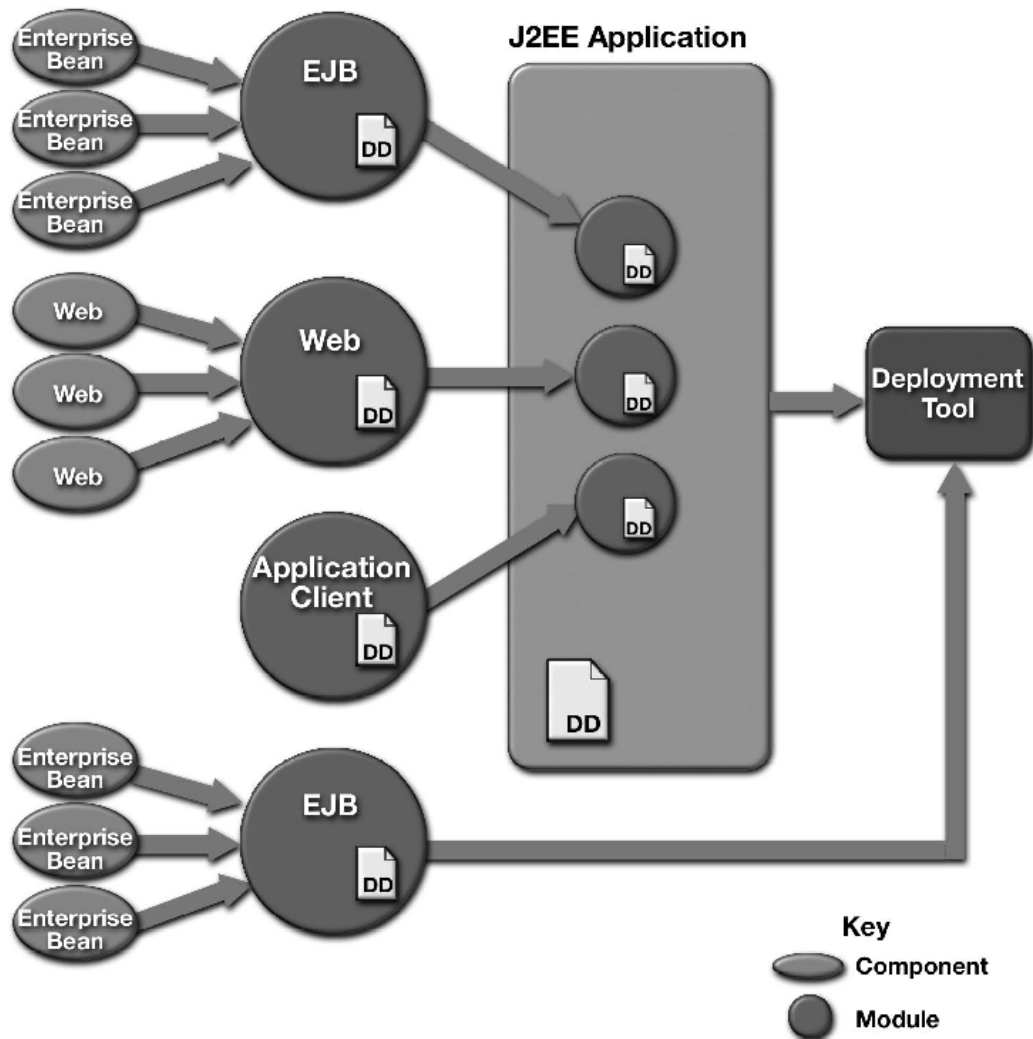 Enterprise
Bean
Enterprise
Bean
Enterprise
Bean
EJB
DD
J2EE Application
DD
Web
Web
Web
Web
DD
DD
Deployment
Tool
Application
Client
DD
DD
DD
Enterprise
Bean
Enterprise
Bean
Enterprise
Bean
EJB
DD
Key
Component
Module